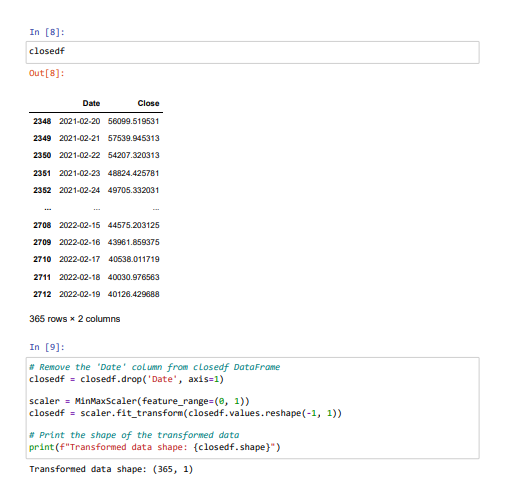 In [8]:
closedf
Out[8]:
Date Close
2348 2021-02-20 56099.519531
2349 2021-02-21 57539.945313
2350 2021-02-22 54207.320313
2351 2021-02-23 48824.425781
2352 2021-02-24 49705.332031
... ... ...
2708 2022-02-15 44575.203125
2709 2022-02-16 43961.859375
2710 2022-02-17 40538.011719
2711 2022-02-18 40030.976563
2712 2022-02-19 40126.429688
365 rows × 2 columns
In [9]:
# Remove the 'Date' column from closedf DataFrame
closedf = closedf.drop('Date', axis=1)
scaler = MinMaxScaler(feature_range=(0, 1))
closedf = scaler.fit_transform(closedf.values.reshape(-1, 1))
# Print the shape of the transformed data
print(f"Transformed data shape: {closedf.shape}")
Transformed data shape: (365, 1)